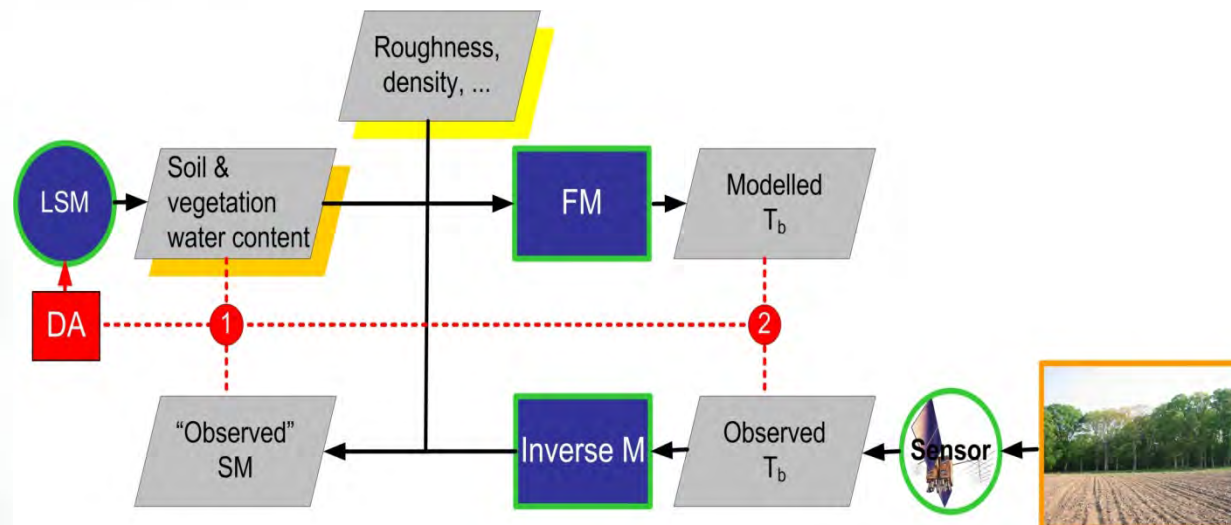 Roughness,
density, ...
LSM
Soil &
vegetation
water content
FM
Modelled
Tb
DA
1
2
“Observed”
SM
Inverse M
Observed
Tb
Sensor